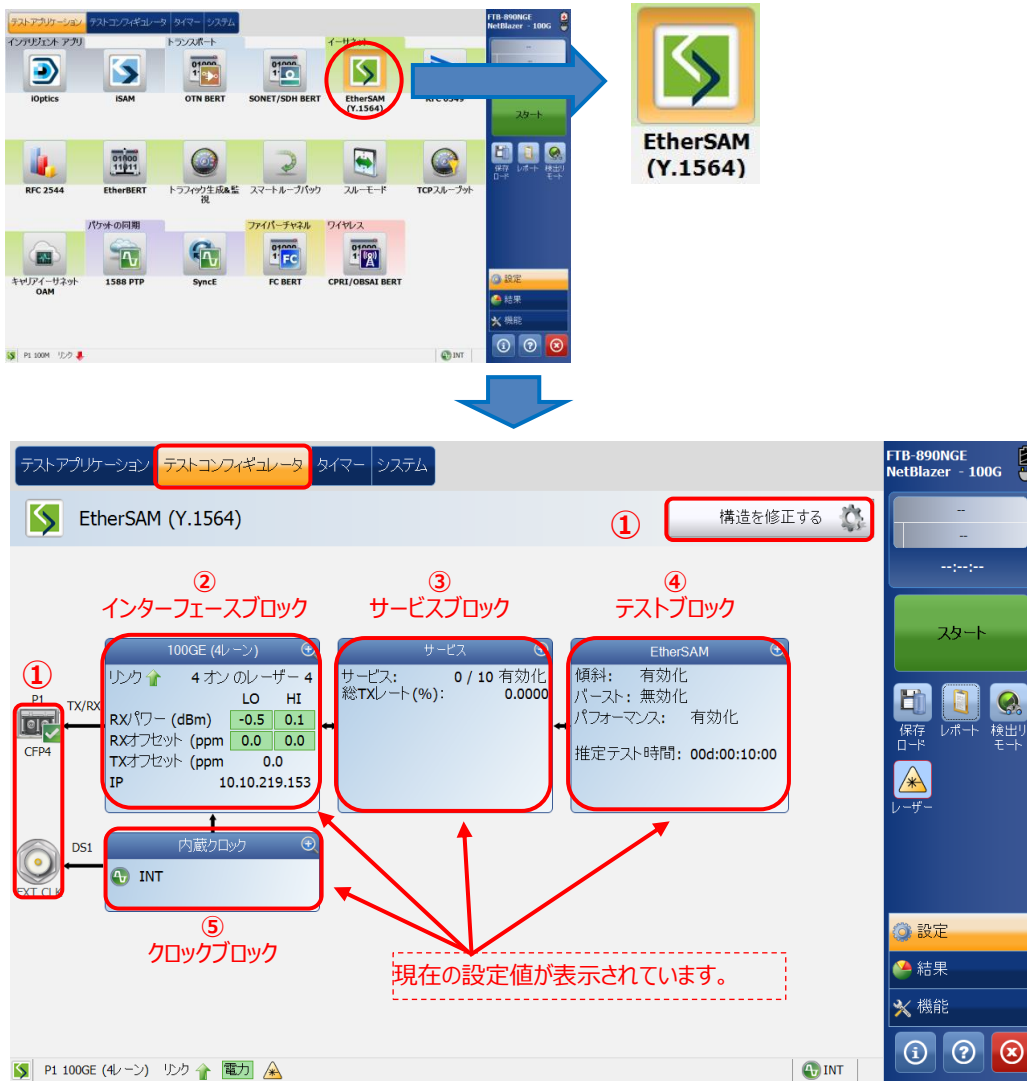 テストアプリケーション テストコンフィギュレータ タイマー システム
FTB-890NGE
NetBlazer - 100G
インテリジェント アプリ トランスポート イーサネット
--
iOptics iSAM OTN BERT SONET/SDH BERT EtherSAM
(Y.1564)
スタート
EtherSAM
(Y.1564)
RFC 2544 EtherBERT トラフィック生成&監視 スマートループバック スルーモード TCPスループット
保存
ロード
レポート
検出リモート
パケットの同期 ファイバーチャネル ワイヤレス
キャリアイーサネット
OAM
1588 PTP SyncE FC BERT CPRI/OBSAI BERT
設定
結果
機能
P1 100M リンク INT
テストアプリケーション テストコンフィギュレータ タイマー システム
FTB-890NGE
NetBlazer - 100G
EtherSAM (Y.1564)
① 構造を修正する
--
--
--:--:--
② ③ ④
インターフェースブロック サービスブロック テストブロック
スタート
100GE (4レーン) サービス EtherSAM
①
P1 TX/RX
CFP4
リンク 4 オン のレーザー 4
LO HI
RXパワー (dBm) -0.5 0.1
RXオフセット (ppm 0.0 0.0
TXオフセット (ppm 0.0
IP 10.10.219.153
サービス: 0 / 10 有効化
総TXレート(%): 0.0000
傾斜: 有効化
バースト: 無効化
パフォーマンス: 有効化
推定テスト時間: 00d:00:10:00
保存
ロード
レポート
検出リ
モート
レーザー
DS1
EXT CLK
内蔵クロック
INT
⑤
クロックブロック
現在の設定値が表示されています。
設定
結果
機能
P1 100GE (4レーン) リンク 電力 INT